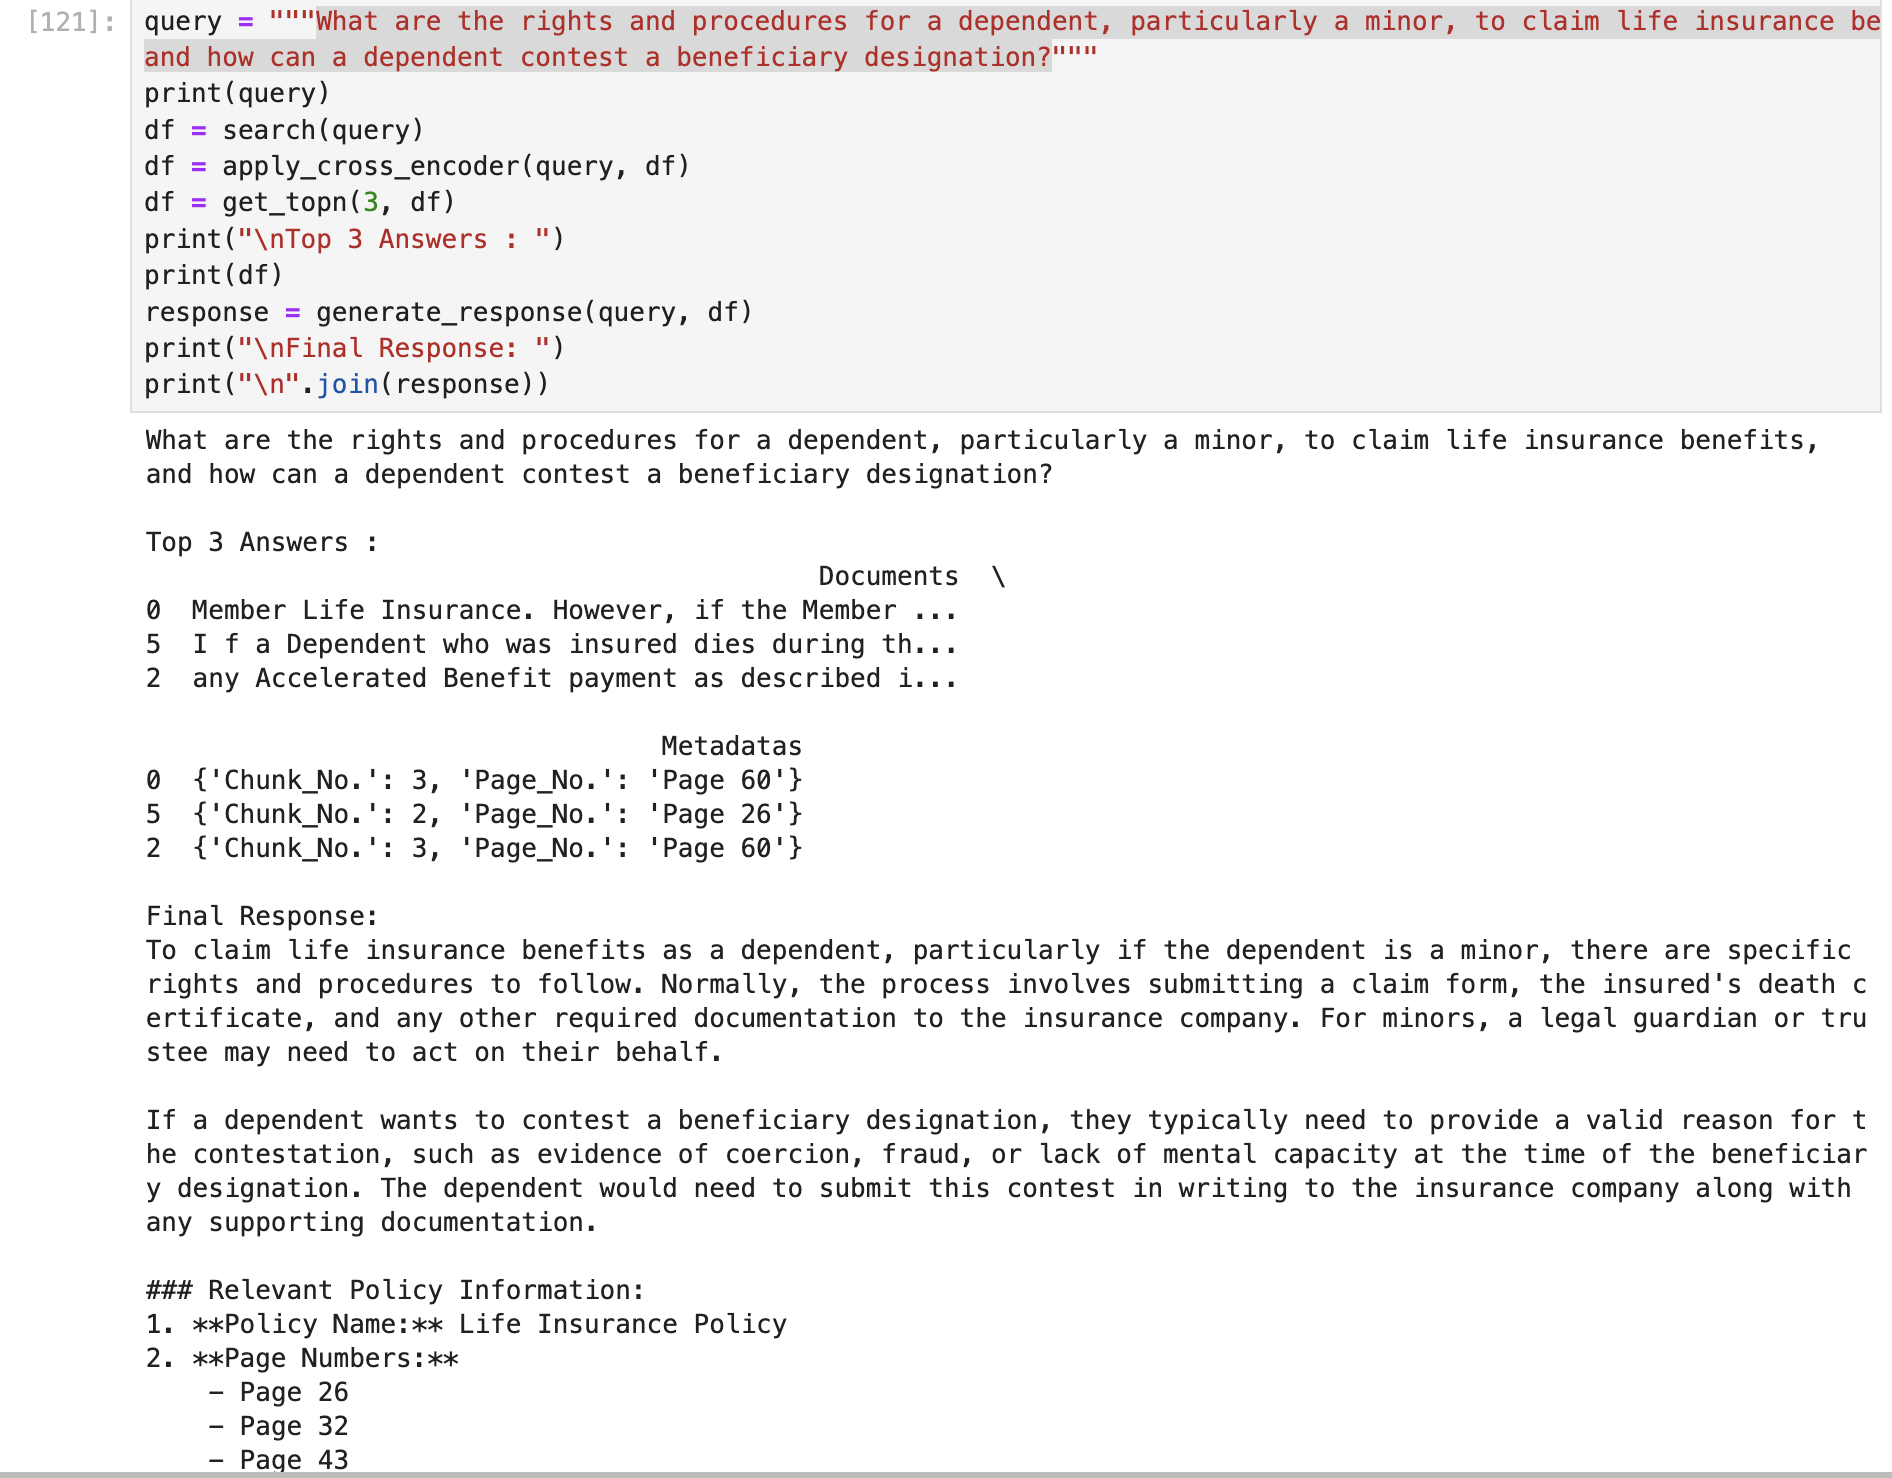 [121]: query = """What are the rights and procedures for a dependent, particularly a minor, to claim life insurance be
and how can a dependent contest a beneficiary designation?"""
print(query)
df = search(query)
df = apply_cross_encoder(query, df)
df = get_topn(3, df)
print("\nTop 3 Answers : ")
print(df)
response = generate_response(query, df)
print("\nFinal Response: ")
print("\n".join(response))
What are the rights and procedures for a dependent, particularly a minor, to claim life insurance benefits,
and how can a dependent contest a beneficiary designation?
Top 3 Answers :
Documents \
0 Member Life Insurance. However, if the Member ...
5 I f a Dependent who was insured dies during th...
2 any Accelerated Benefit payment as described i...
Metadatas
0 {'Chunk_No.': 3, 'Page_No.': 'Page 60'}
5 {'Chunk_No.': 2, 'Page_No.': 'Page 26'}
2 {'Chunk_No.': 3, 'Page_No.': 'Page 60'}
Final Response:
To claim life insurance benefits as a dependent, particularly if the dependent is a minor, there are specific
rights and procedures to follow. Normally, the process involves submitting a claim form, the insured's death c
ertificate, and any other required documentation to the insurance company. For minors, a legal guardian or tru
stee may need to act on their behalf.
If a dependent wants to contest a beneficiary designation, they typically need to provide a valid reason for t
he contestation, such as evidence of coercion, fraud, or lack of mental capacity at the time of the beneficiar
y designation. The dependent would need to submit this contest in writing to the insurance company along with
any supporting documentation.
### Relevant Policy Information:
1. **Policy Name:** Life Insurance Policy
2. **Page Numbers:**
– Page 26
– Page 32
– Page 43